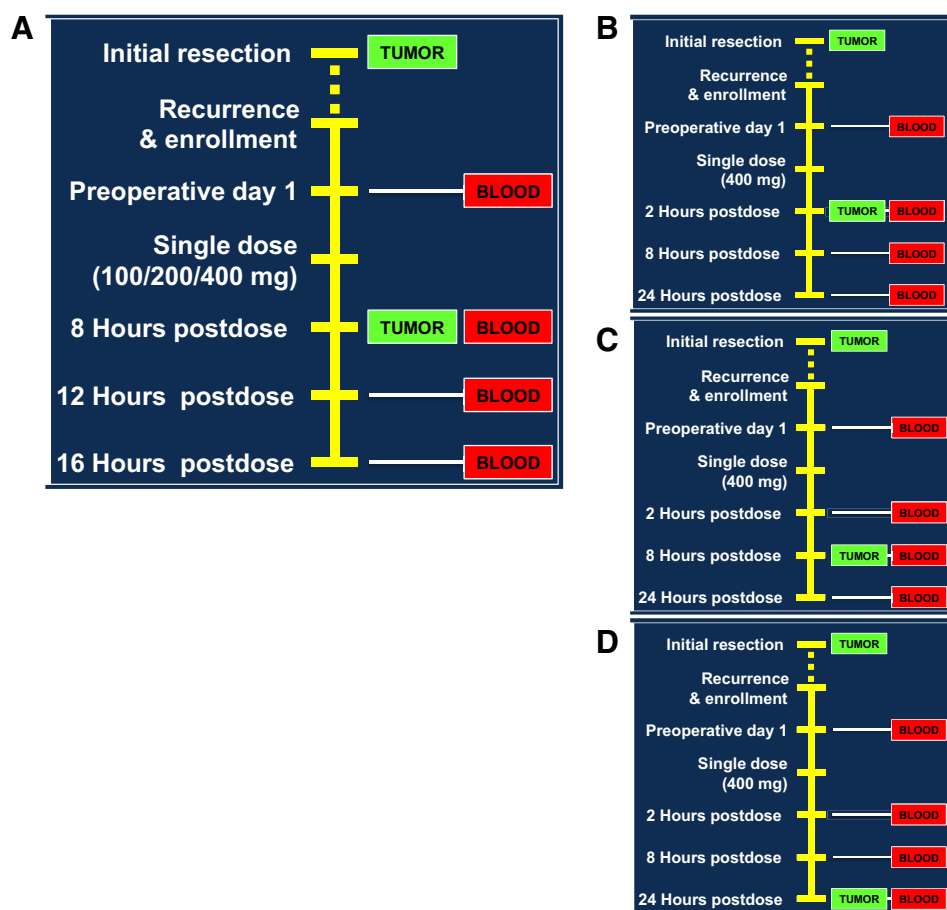 A
Initial resection TUMOR
Recurrence
& enrollment
Preoperative day 1 BLOOD
Single dose
(100/200/400 mg)
8 Hours postdose TUMOR BLOOD
12 Hours postdose BLOOD
16 Hours postdose BLOOD
B
Initial resection TUMOR
Recurrence
& enrollment
Preoperative day 1 BLOOD
Single dose
(400 mg)
2 Hours postdose TUMOR BLOOD
8 Hours postdose BLOOD
24 Hours postdose BLOOD
C
Initial resection TUMOR
Recurrence
& enrollment
Preoperative day 1 BLOOD
Single dose
(400 mg)
2 Hours postdose BLOOD
8 Hours postdose TUMOR BLOOD
24 Hours postdose BLOOD
D
Initial resection TUMOR
Recurrence
& enrollment
Preoperative day 1 BLOOD
Single dose
(400 mg)
2 Hours postdose BLOOD
8 Hours postdose BLOOD
24 Hours postdose TUMOR BLOOD